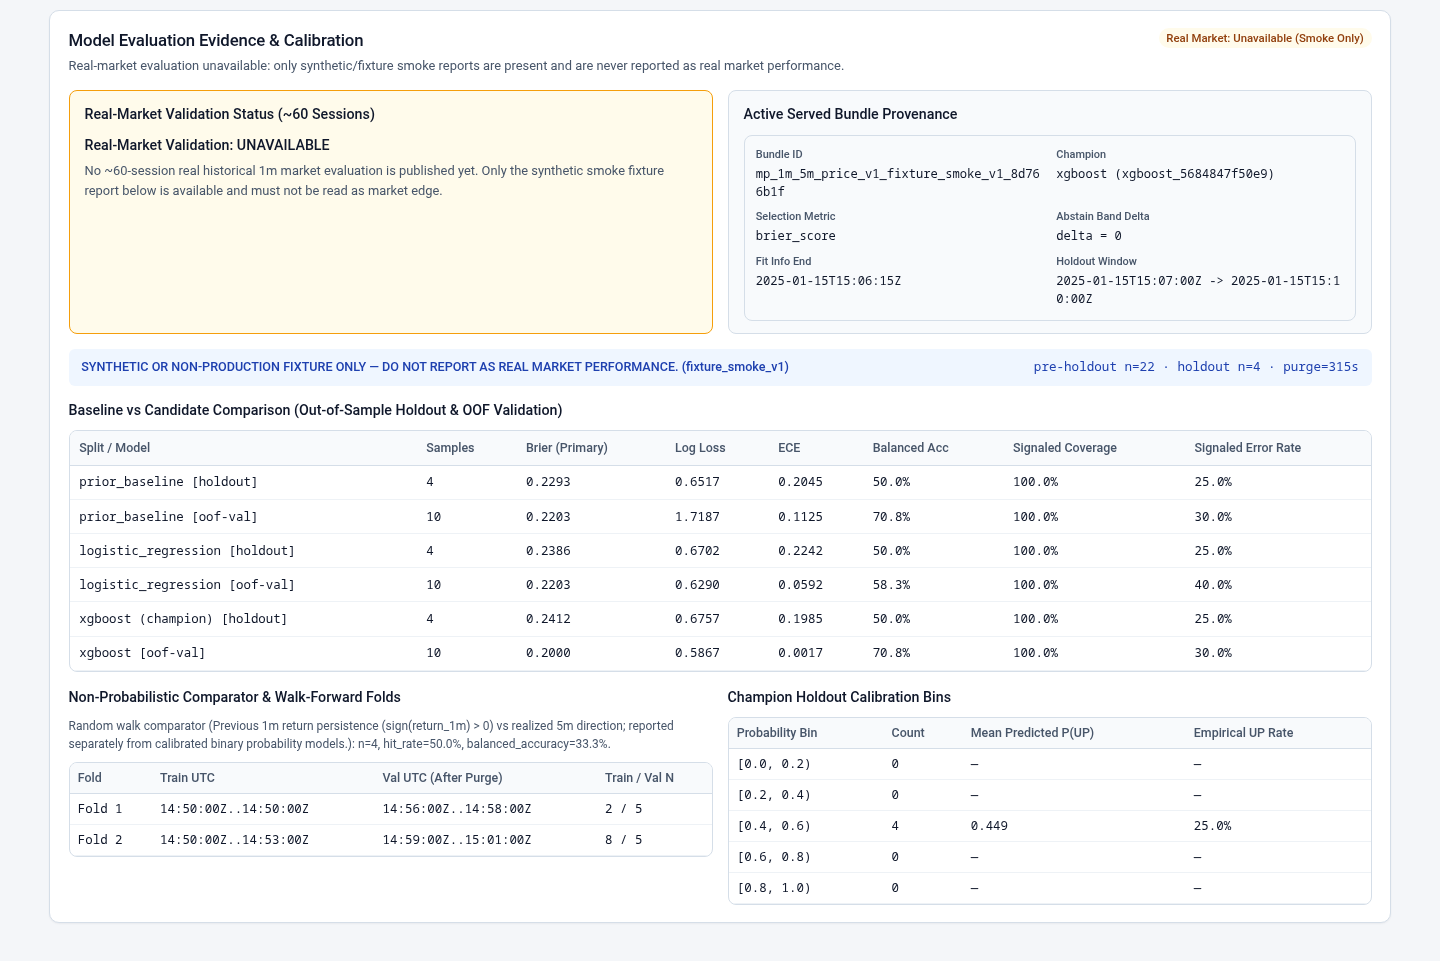 Model Evaluation Evidence & Calibration
Real Market: Unavailable (Smoke Only)
Real-market evaluation unavailable: only synthetic/fixture smoke reports are present and are never reported as real market performance.
Real-Market Validation Status (~60 Sessions)
Real-Market Validation: UNAVAILABLE
No ~60-session real historical 1m market evaluation is published yet. Only the synthetic smoke fixture
report below is available and must not be read as market edge.
Active Served Bundle Provenance
Bundle ID
mp_1m_5m_price_v1_fixture_smoke_v1_8d76
6b1f
Champion
xgboost (xgboost_5684847f50e9)
Selection Metric
brier_score
Abstain Band Delta
delta = 0
Fit Info End
2025-01-15T15:06:15Z
Holdout Window
2025-01-15T15:07:00Z -> 2025-01-15T15:1
0:00Z
SYNTHETIC OR NON-PRODUCTION FIXTURE ONLY — DO NOT REPORT AS REAL MARKET PERFORMANCE. (fixture_smoke_v1)
pre-holdout n=22 · holdout n=4 · purge=315s
Baseline vs Candidate Comparison (Out-of-Sample Holdout & OOF Validation)
Split / Model Samples Brier (Primary) Log Loss ECE Balanced Acc Signaled Coverage Signaled Error Rate
prior_baseline [holdout] 4 0.2293 0.6517 0.2045 50.0% 100.0% 25.0%
prior_baseline [oof-val] 10 0.2203 1.7187 0.1125 70.8% 100.0% 30.0%
logistic_regression [holdout] 4 0.2386 0.6702 0.2242 50.0% 100.0% 25.0%
logistic_regression [oof-val] 10 0.2203 0.6290 0.0592 58.3% 100.0% 40.0%
xgboost (champion) [holdout] 4 0.2412 0.6757 0.1985 50.0% 100.0% 25.0%
xgboost [oof-val] 10 0.2000 0.5867 0.0017 70.8% 100.0% 30.0%
Non-Probabilistic Comparator & Walk-Forward Folds
Random walk comparator (Previous 1m return persistence (sign(return_1m) > 0) vs realized 5m direction; reported
separately from calibrated binary probability models.): n=4, hit_rate=50.0%, balanced_accuracy=33.3%.
Fold Train UTC Val UTC (After Purge) Train / Val N
Fold 1 14:50:00Z..14:50:00Z 14:56:00Z..14:58:00Z 2 / 5
Fold 2 14:50:00Z..14:53:00Z 14:59:00Z..15:01:00Z 8 / 5
Champion Holdout Calibration Bins
Probability Bin Count Mean Predicted P(UP) Empirical UP Rate
[0.0, 0.2) 0 — —
[0.2, 0.4) 0 — —
[0.4, 0.6) 4 0.449 25.0%
[0.6, 0.8) 0 — —
[0.8, 1.0) 0 — —